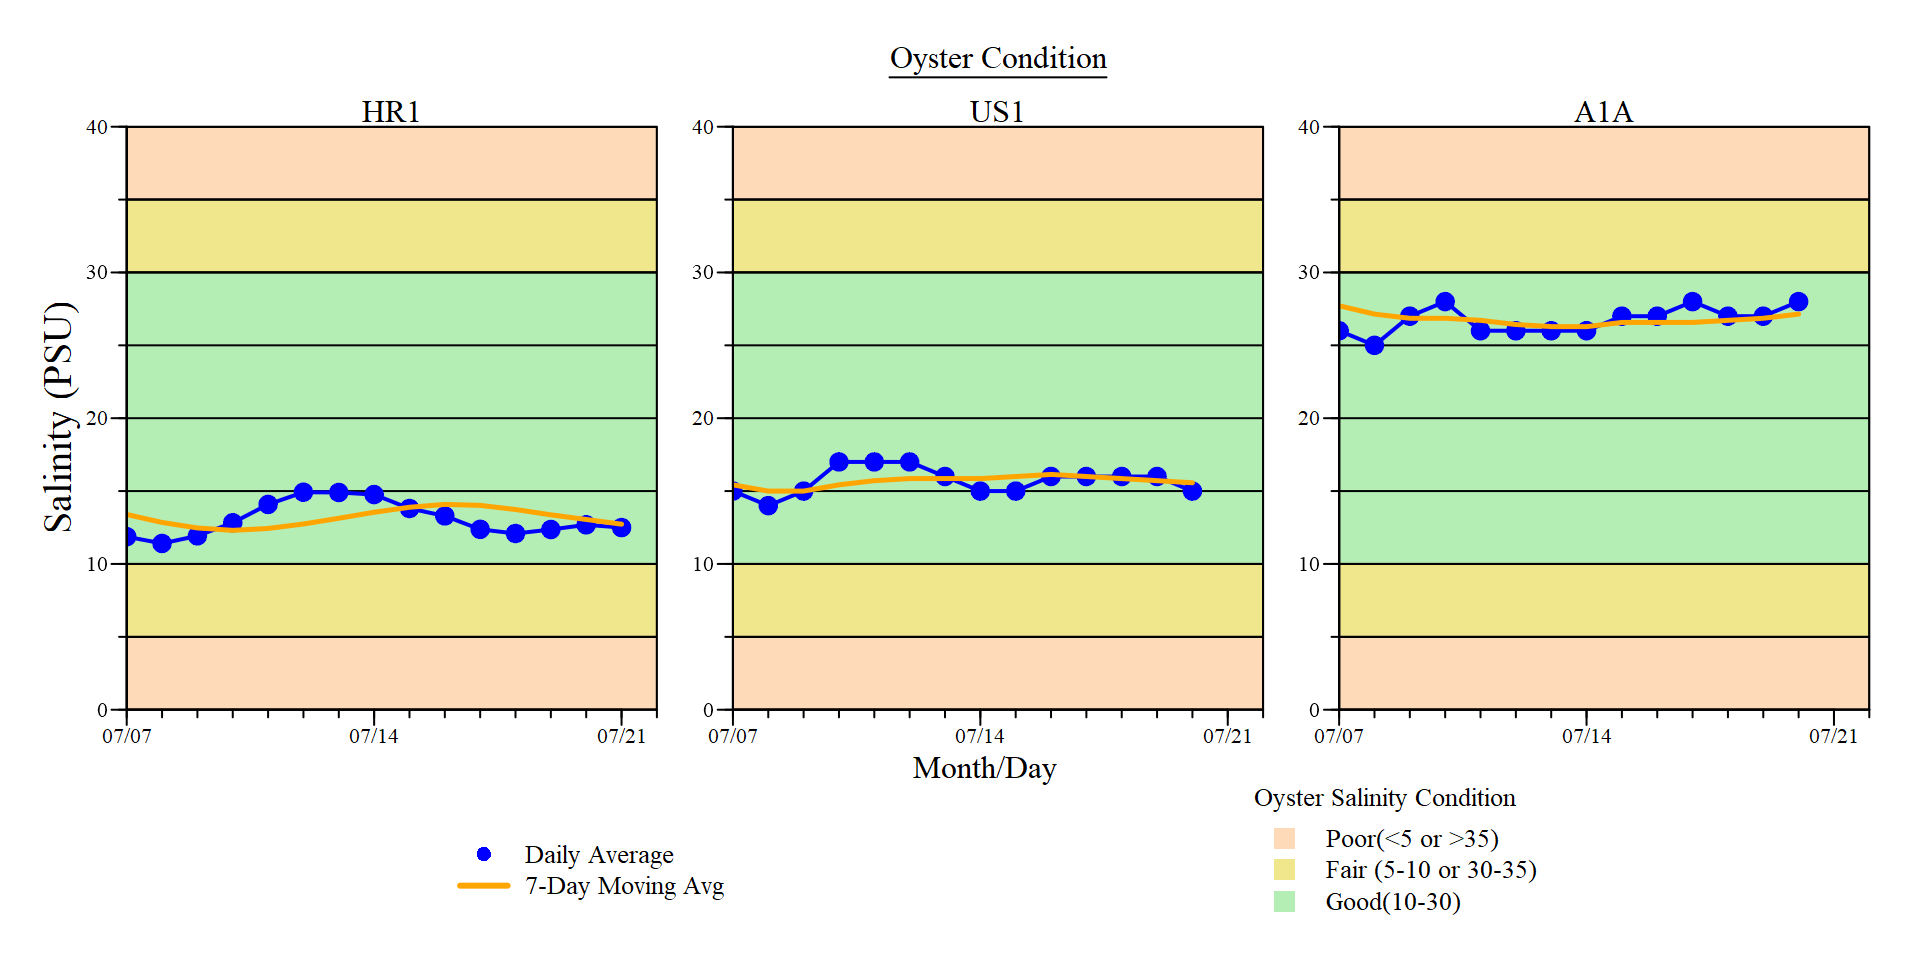 Oyster Condition
HR1
US1
A1A
Salinity (PSU)
40
30
20
10
0
07/07
07/14
07/21
40
30
20
10
0
07/07
07/14
07/21
40
30
20
10
0
07/07
07/14
07/21
Month/Day
Daily Average
7-Day Moving Avg
Oyster Salinity Condition
Poor(<5 or >35)
Fair (5-10 or 30-35)
Good(10-30)